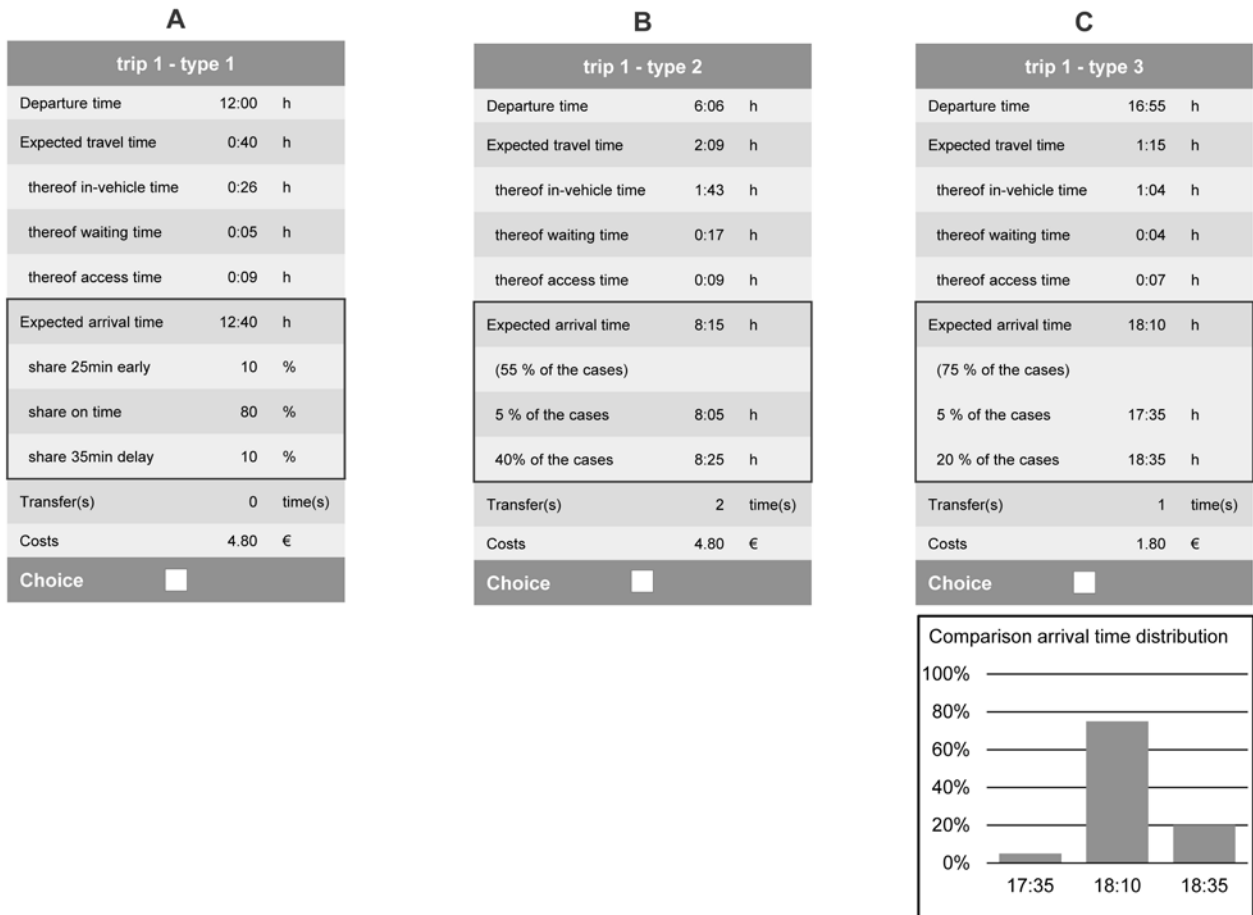 A
trip 1 - type 1
Departure time 12:00 h
Expected travel time 0:40 h
thereof in-vehicle time 0:26 h
thereof waiting time 0:05 h
thereof access time 0:09 h
Expected arrival time 12:40 h
share 25min early 10 %
share on time 80 %
share 35min delay 10 %
Transfer(s) 0 time(s)
Costs 4.80 €
Choice
B
trip 1 - type 2
Departure time 6:06 h
Expected travel time 2:09 h
thereof in-vehicle time 1:43 h
thereof waiting time 0:17 h
thereof access time 0:09 h
Expected arrival time 8:15 h
(55 % of the cases)
5 % of the cases 8:05 h
40% of the cases 8:25 h
Transfer(s) 2 time(s)
Costs 4.80 €
Choice
C
trip 1 - type 3
Departure time 16:55 h
Expected travel time 1:15 h
thereof in-vehicle time 1:04 h
thereof waiting time 0:04 h
thereof access time 0:07 h
Expected arrival time 18:10 h
(75 % of the cases)
5 % of the cases 17:35 h
20 % of the cases 18:35 h
Transfer(s) 1 time(s)
Costs 1.80 €
Choice
Comparison arrival time distribution
100%
80%
60%
40%
20%
0%
17:35 18:10 18:35